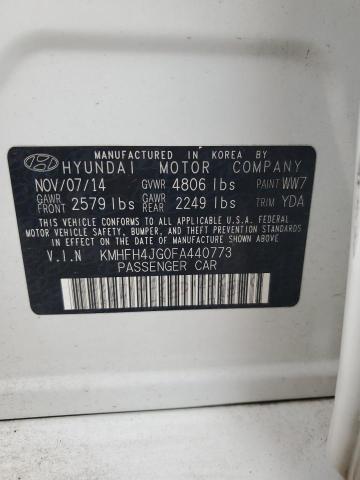 MANUFACTURED IN KOREA BY
HYUNDAI MOTOR COMPANY
NOV/07/14 GVWR 4806 lbs PAINT WW7
GAWR FRONT 2579 lbs GAWR REAR 2249 lbs TRIM YDA
THIS VEHICLE CONFORMS TO ALL APPLICABLE U.S.A. FEDERAL
MOTOR VEHICLE SAFETY, BUMPER, AND THEFT PREVENTION
STANDARDS IN EFFECT ON THE DATE OF MANUFACTURE SHOWN ABOVE.
V.I.N KMHFH4JG0FA440773
PASSENGER CAR